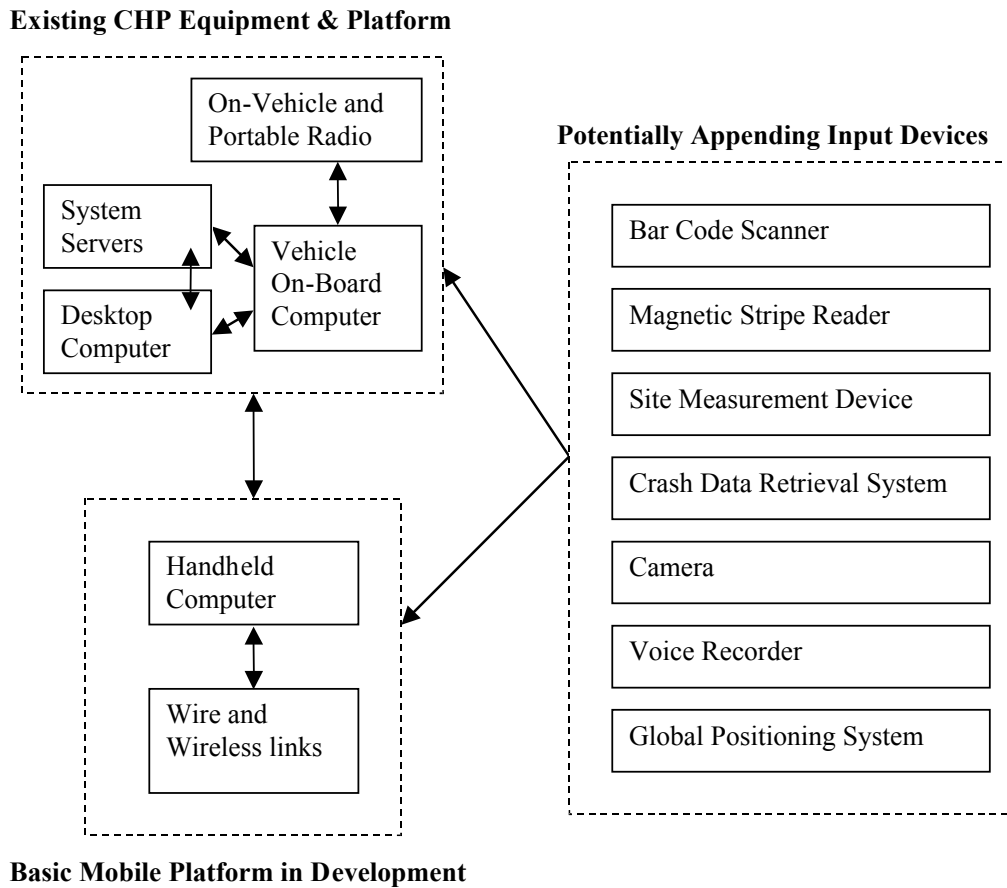 Existing CHP Equipment & Platform
On-Vehicle and
Portable Radio
System
Servers
Vehicle
On-Board
Computer
Desktop
Computer
Potentially Appending Input Devices
Bar Code Scanner
Magnetic Stripe Reader
Site Measurement Device
Crash Data Retrieval System
Camera
Voice Recorder
Global Positioning System
Handheld
Computer
Wire and
Wireless links
Basic Mobile Platform in Development